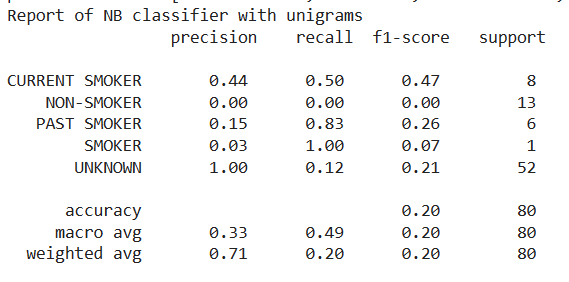 Report of NB classifier with unigrams
precision recall f1-score support
CURRENT SMOKER 0.44 0.50 0.47 8
NON-SMOKER 0.00 0.00 0.00 13
PAST SMOKER 0.15 0.83 0.26 6
SMOKER 0.03 1.00 0.07 1
UNKNOWN 1.00 0.12 0.21 52
accuracy 0.20 80
macro avg 0.33 0.49 0.20 80
weighted avg 0.71 0.20 0.20 80